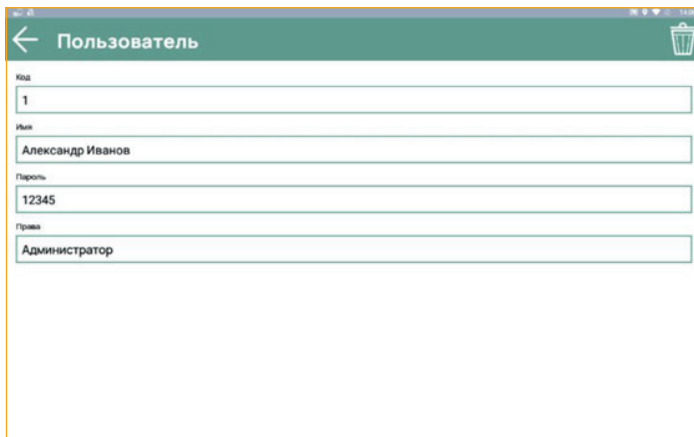 Пользователь
Код
1
Имя
Александр Иванов
Пароль
12345
Права
Администратор